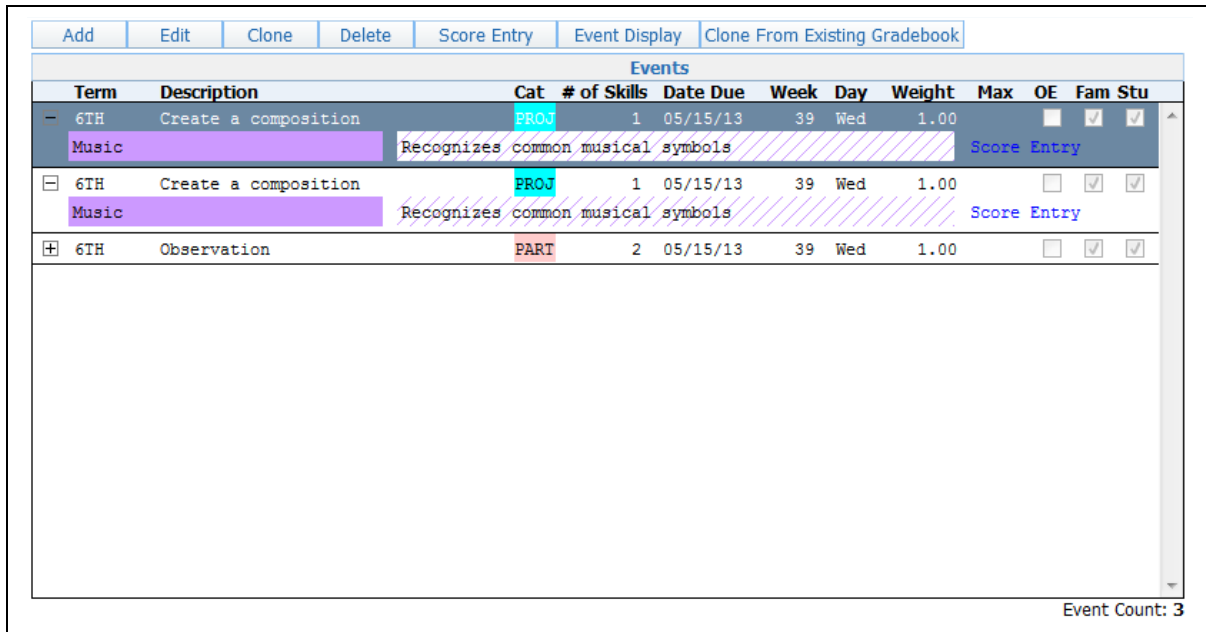 Add Edit Clone Delete Score Entry Event Display Clone From Existing Gradebook
Events
Term Description Cat # of Skills Date Due Week Day Weight Max OE Fam Stu
6TH Create a composition PROJ 1 05/15/13 39 Wed 1.00
Music Recognizes common musical symbols Score Entry
6TH Create a composition PROJ 1 05/15/13 39 Wed 1.00
Music Recognizes common musical symbols Score Entry
6TH Observation PART 2 05/15/13 39 Wed 1.00
Event Count: 3